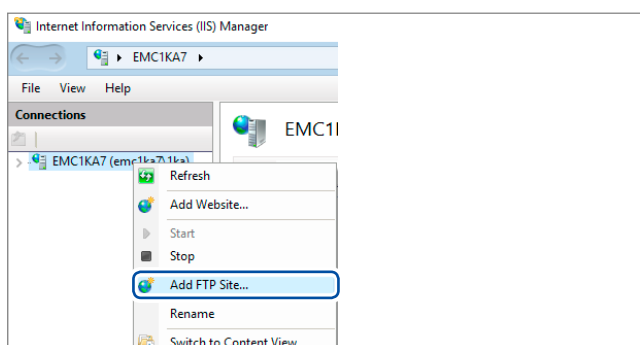 Internet Information Services (IIS) Manager
EMC1KA7
File View Help
Connections
EMC1
EMC1KA7 (emc1ka7\1ka)
Refresh
Add Website...
Start
Stop
Add FTP Site...
Rename
Switch to Content View